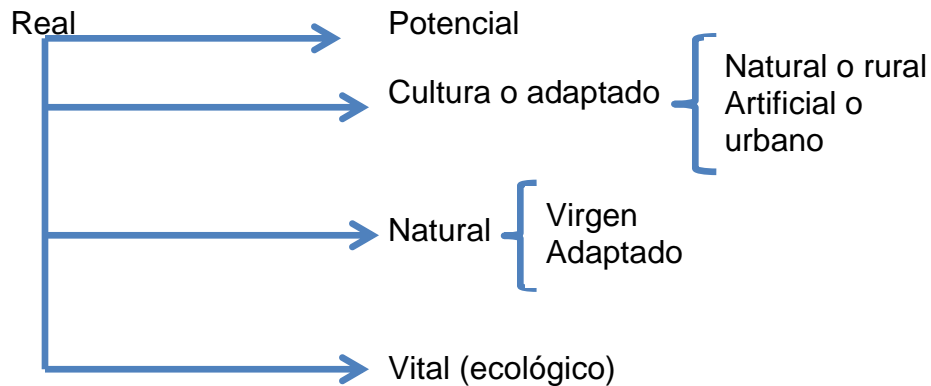 Real
Potencial
Cultura o adaptado
Natural o rural
Artificial o
urbano
Natural
Virgen
Adaptado
Vital (ecológico)